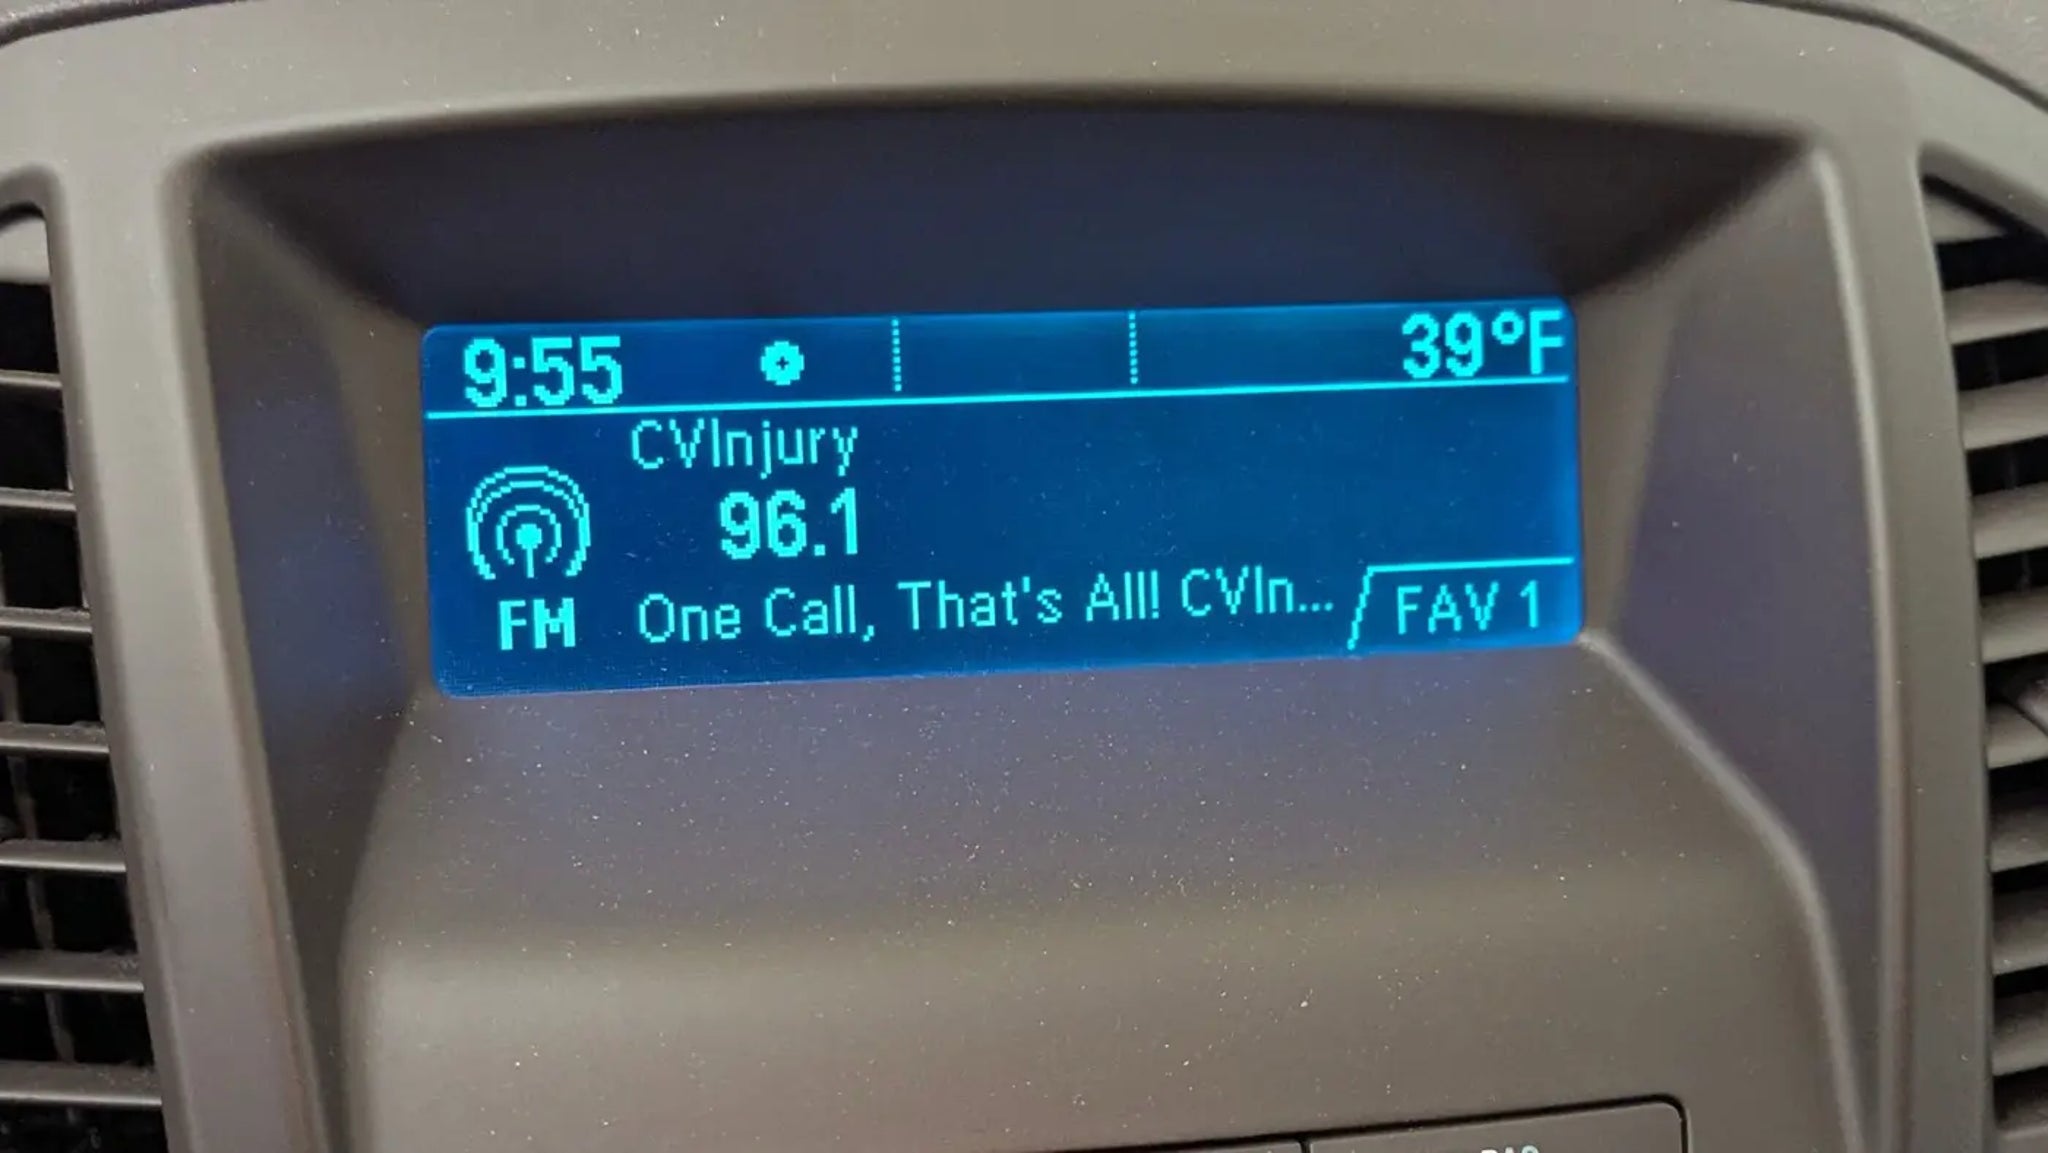 9:55 39°F
CVInjury
96.1
One Call, That's All! CVIn...
FM FAV 1